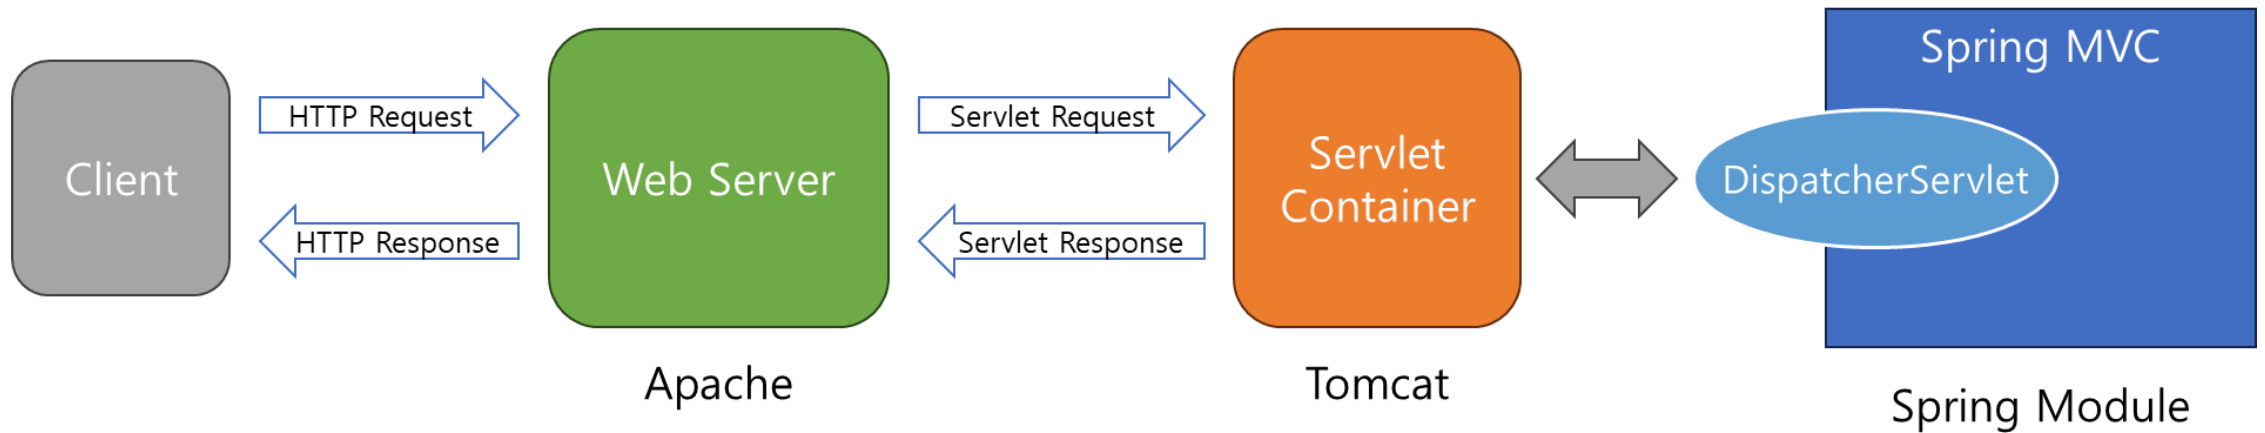 Client
HTTP Request
HTTP Response
Web Server
Apache
Servlet Request
Servlet Response
Servlet
Container
Tomcat
Spring MVC
DispatcherServlet
Spring Module